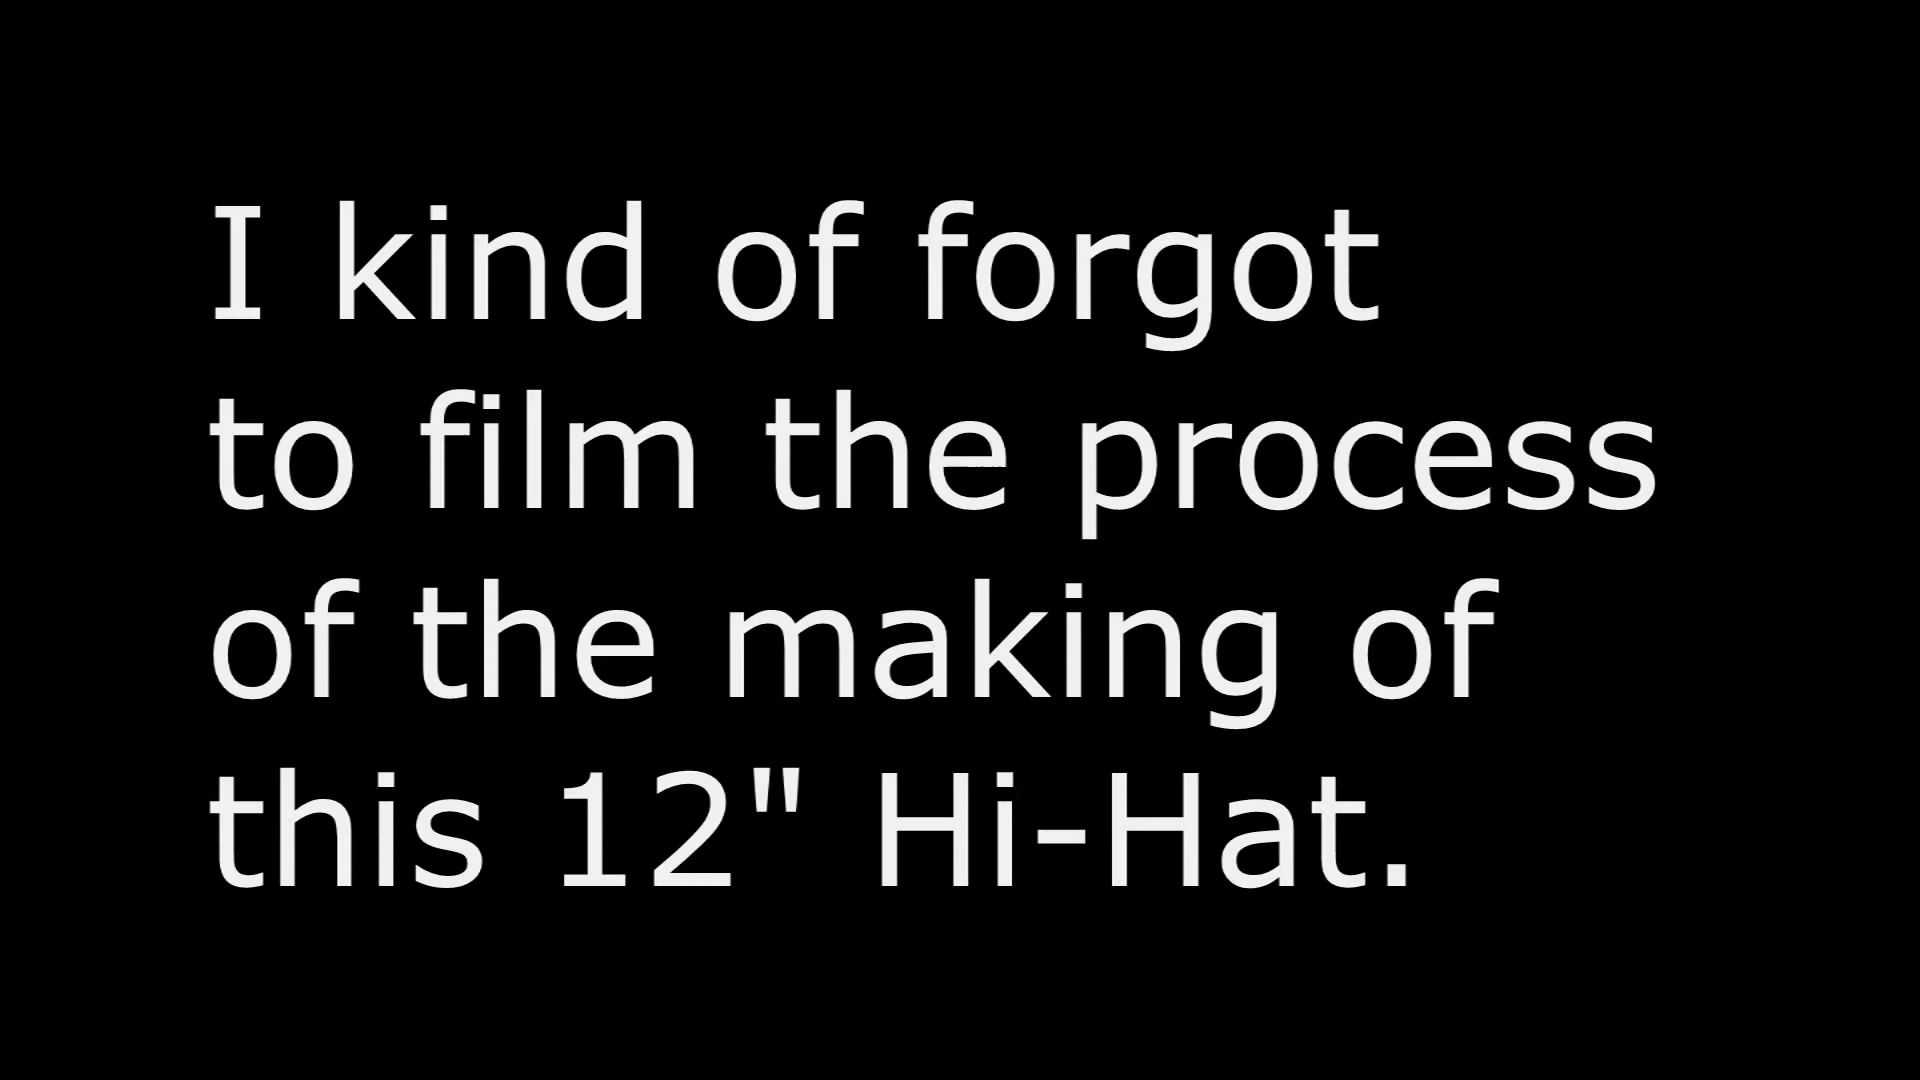 I kind of forgot
to film the process
of the making of
this 12" Hi-Hat.